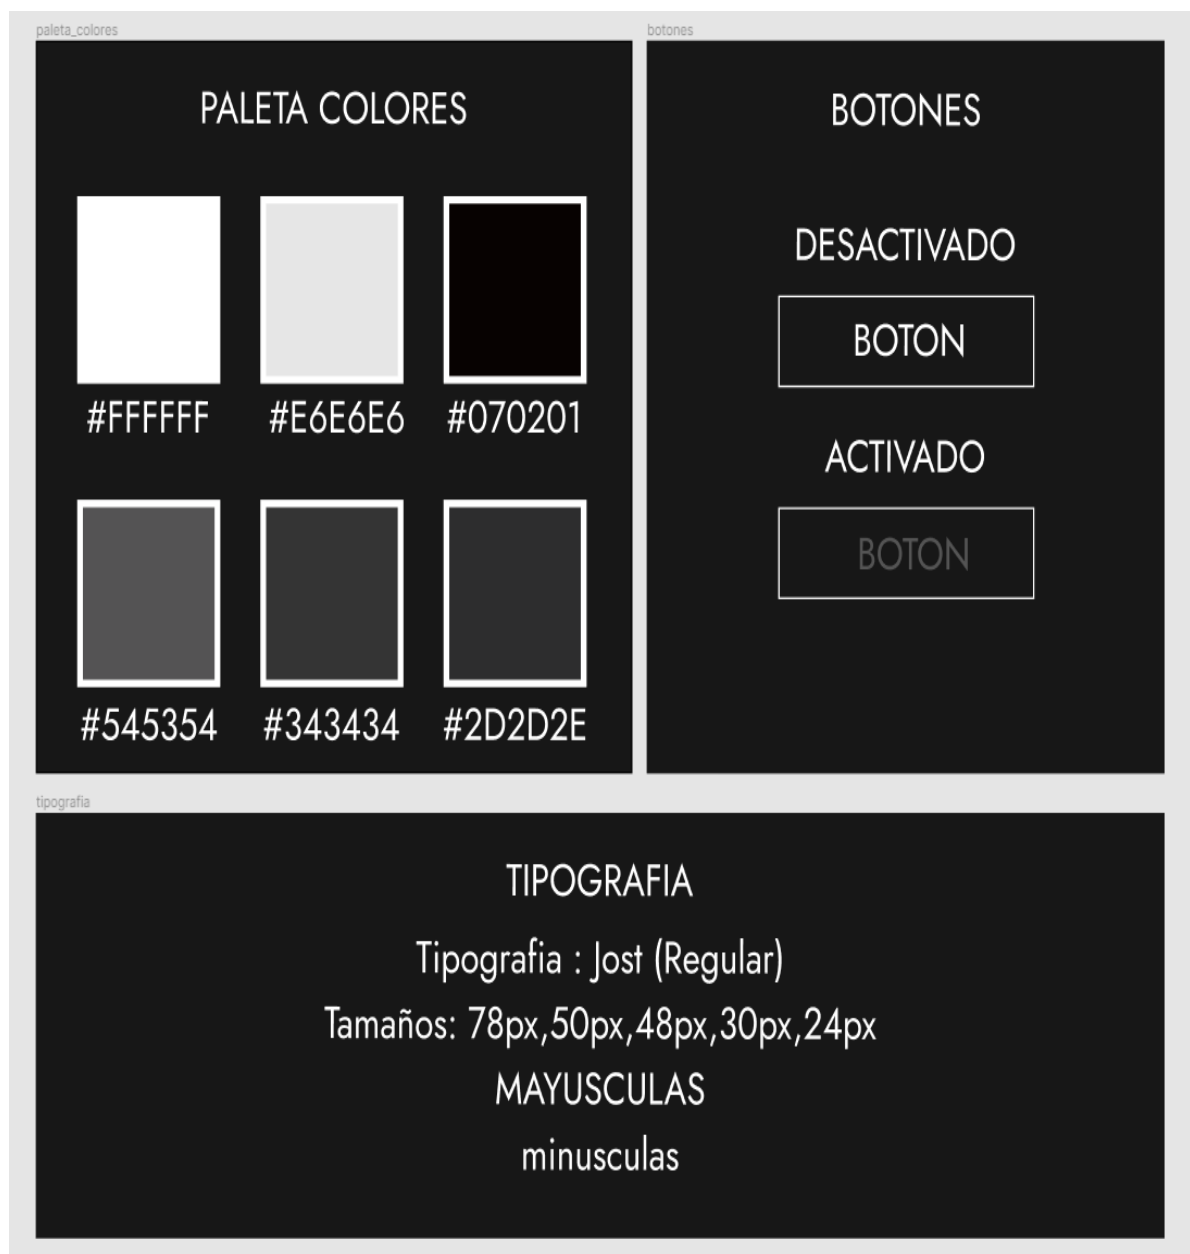 paleta_colores
PALETA COLORES
#FFFFFF #E6E6E6 #070201
#545354 #343434 #2D2D2E
botones
BOTONES
DESACTIVADO
BOTON
ACTIVADO
BOTON
tipografia
TIPOGRAFIA
Tipografia : Jost (Regular)
Tamaños: 78px,50px,48px,30px,24px
MAYUSCULAS
minusculas